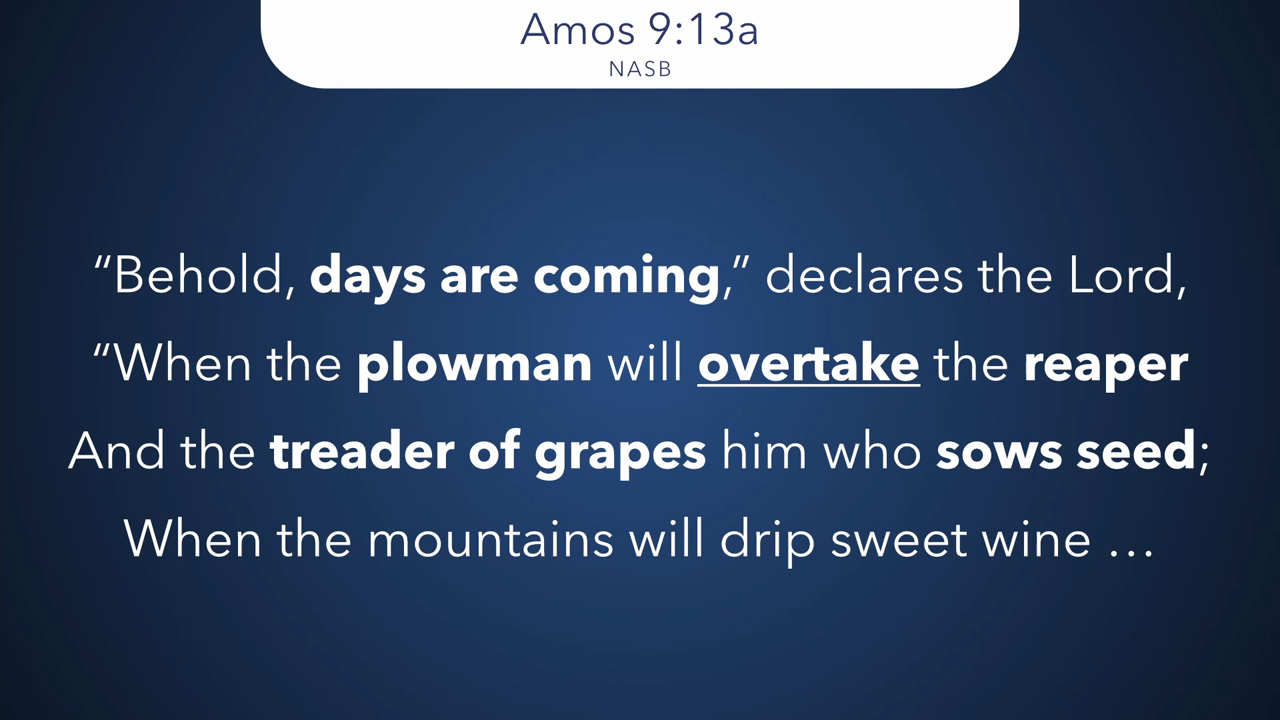 Amos 9:13a
NASB
“Behold, days are coming,” declares the Lord,
“When the plowman will overtake the reaper
And the treader of grapes him who sows seed;
When the mountains will drip sweet wine …